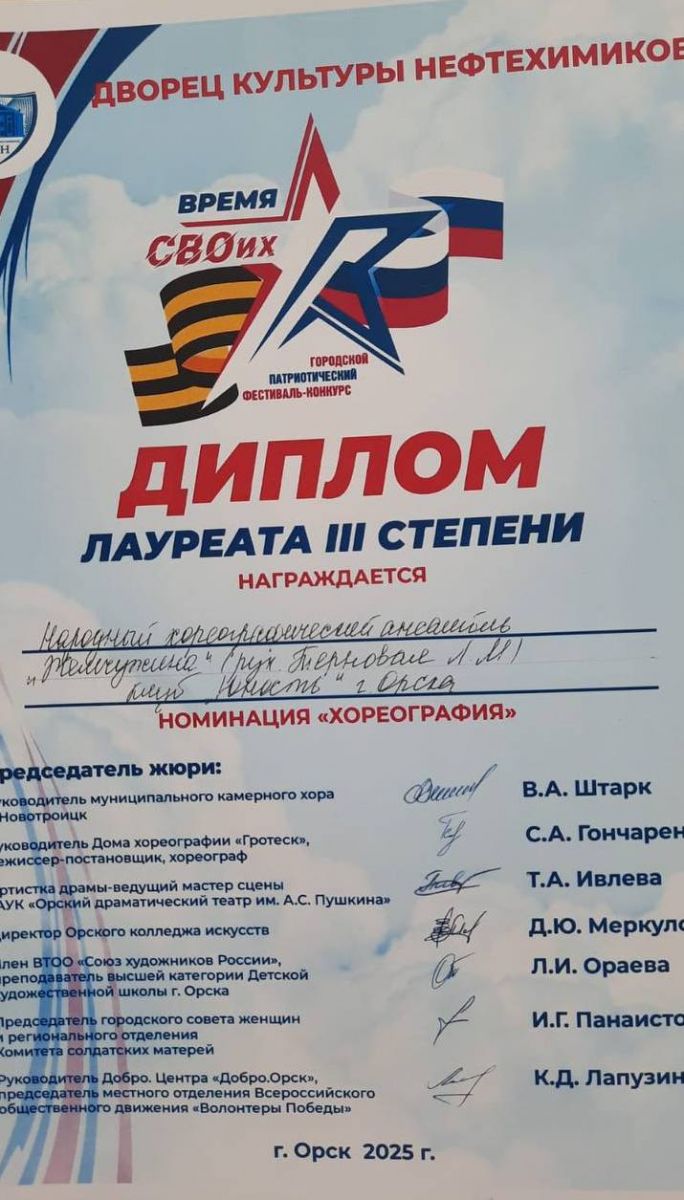 ДВОРЕЦ КУЛЬТУРЫ НЕФТЕХИМИКОВ
Н
ВРЕМЯ
СВОих
ГОРОДСКОЙ
ПАТРИОТИЧЕСКИЙ
ФЕСТИВАЛЬ-КОНКУРС
ДИПЛОМ
ЛАУРЕАТА III СТЕПЕНИ
НАГРАЖДАЕТСЯ
Народный хореографический ансамбль
"Жемчужина" (рук. Терновая Л.М)
клуб "Юность" г Орска
НОМИНАЦИЯ «ХОРЕОГРАФИЯ»
редседатель жюри:
уководитель муниципального камерного хора
Новотроицк
В.А. Штарк
уководитель Дома хореографии «Гротеск»,
ежиссер-постановщик, хореограф
С.А. Гончарен
ртистка драмы-ведущий мастер сцены
АУК «Орский драматический театр им. А.С. Пушкина»
Т.А. Ивлева
иректор Орского колледжа искусств
Д.Ю. Меркуло
лен ВТОО «Союз художников России»,
реподаватель высшей категории Детской
удожественной школы г. Орска
Л.И. Ораева
Председатель городского совета женщин
и регионального отделения
Комитета солдатских матерей
И.Г. Панаисто
Руководитель Добро. Центра «Добро.Орск»,
председатель местного отделения Всероссийского
общественного движения «Волонтеры Победы»
К.Д. Лапузин
г. Орск 2025 г.